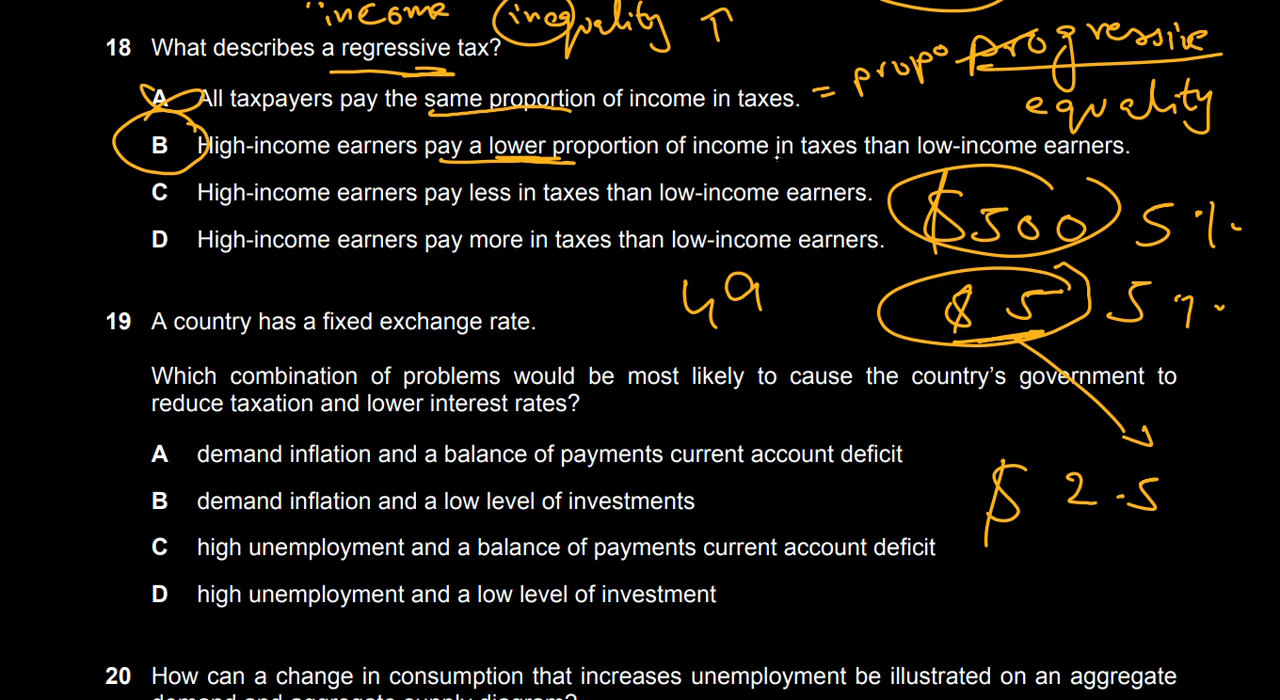 "income inequality ↑
18 What describes a regressive tax?
A All taxpayers pay the same proportion of income in taxes.
= propo progressive
equality
B High-income earners pay a lower proportion of income in taxes than low-income earners.
C High-income earners pay less in taxes than low-income earners.
$500 5%
D High-income earners pay more in taxes than low-income earners.
49
$5 5%
19 A country has a fixed exchange rate.
Which combination of problems would be most likely to cause the country's government to
reduce taxation and lower interest rates?
A demand inflation and a balance of payments current account deficit
B demand inflation and a low level of investments
$ 2.5
C high unemployment and a balance of payments current account deficit
D high unemployment and a low level of investment
20 How can a change in consumption that increases unemployment be illustrated on an aggregate
demand and aggregate supply diagram?